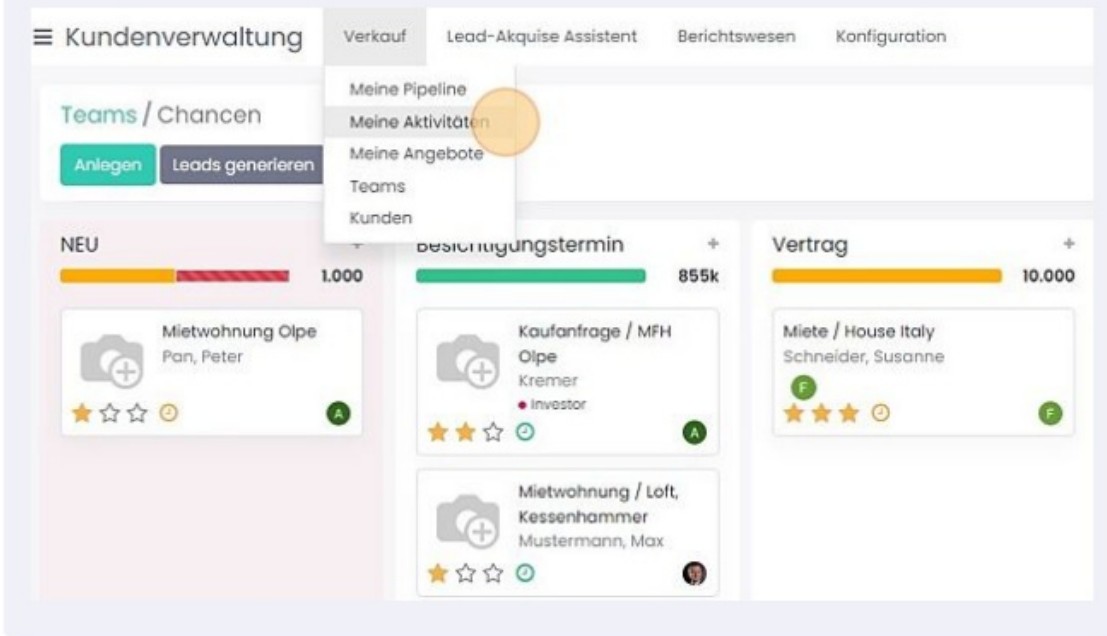 Kundenverwaltung Verkauf Lead-Akquise Assistent Berichtswesen Konfiguration
Meine Pipeline
Meine Aktivitäten
Meine Angebote
Teams
Kunden
Teams / Chancen
Anlegen Leads generieren
NEU +
1.000
Mietwohnung Olpe
Pan, Peter
A
Besichtigungstermin +
855k
Kaufanfrage / MFH
Olpe
Kremer
Investor
A
Mietwohnung / Loft,
Kessenhammer
Mustermann, Max
Vertrag +
10.000
Miete / House Italy
Schneider, Susanne
F
F